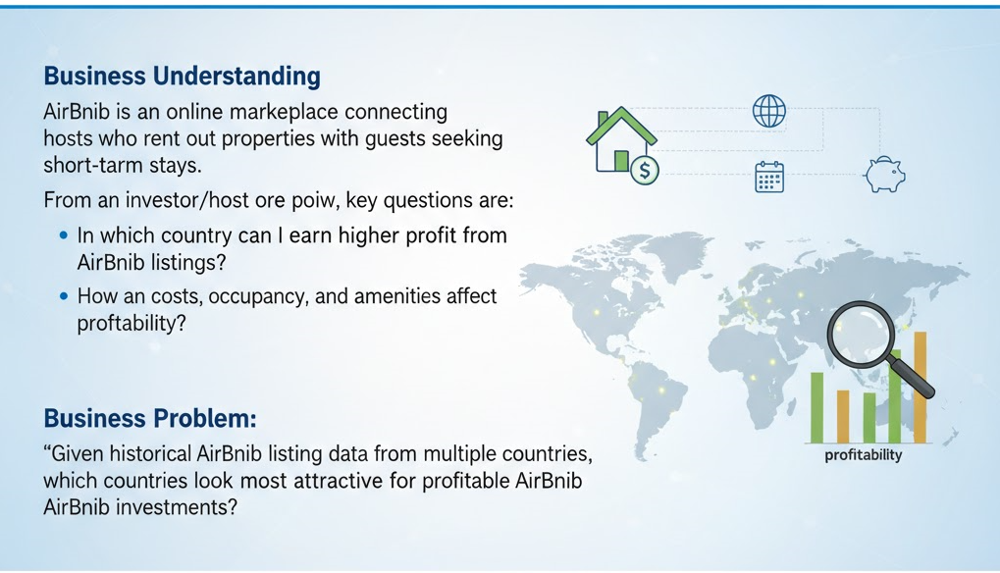 Business Understanding
AirBnib is an online markeplace connecting
hosts who rent out properties with guests seeking
short-tarm stays.
From an investor/host ore poiw, key questions are:
• In which country can I earn higher profit from
AirBnib listings?
• How an costs, occupancy, and amenities affect
proftability?
$
profitability
Business Problem:
“Given historical AirBnib listing data from multiple countries,
which countries look most attractive for profitable AirBnib
AirBnib investments?